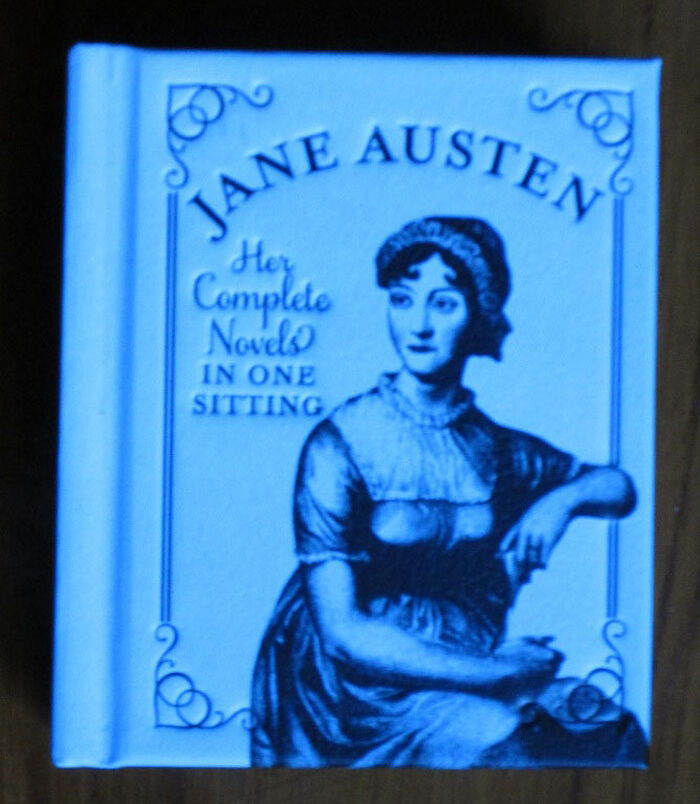 JANE AUSTEN
Her
Complete
Novels
IN ONE
SITTING